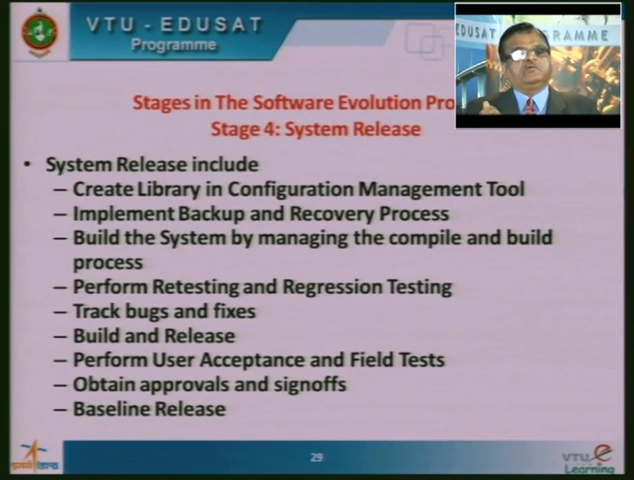 VTU - EDUSAT
Programme
EDUSAT PROGRAMME
Stages in The Software Evolution Pro
Stage 4: System Release
• System Release include
– Create Library in Configuration Management Tool
– Implement Backup and Recovery Process
– Build the System by managing the compile and build
process
– Perform Retesting and Regression Testing
– Track bugs and fixes
– Build and Release
– Perform User Acceptance and Field Tests
– Obtain approvals and signoffs
– Baseline Release
29
VTU e
Learning